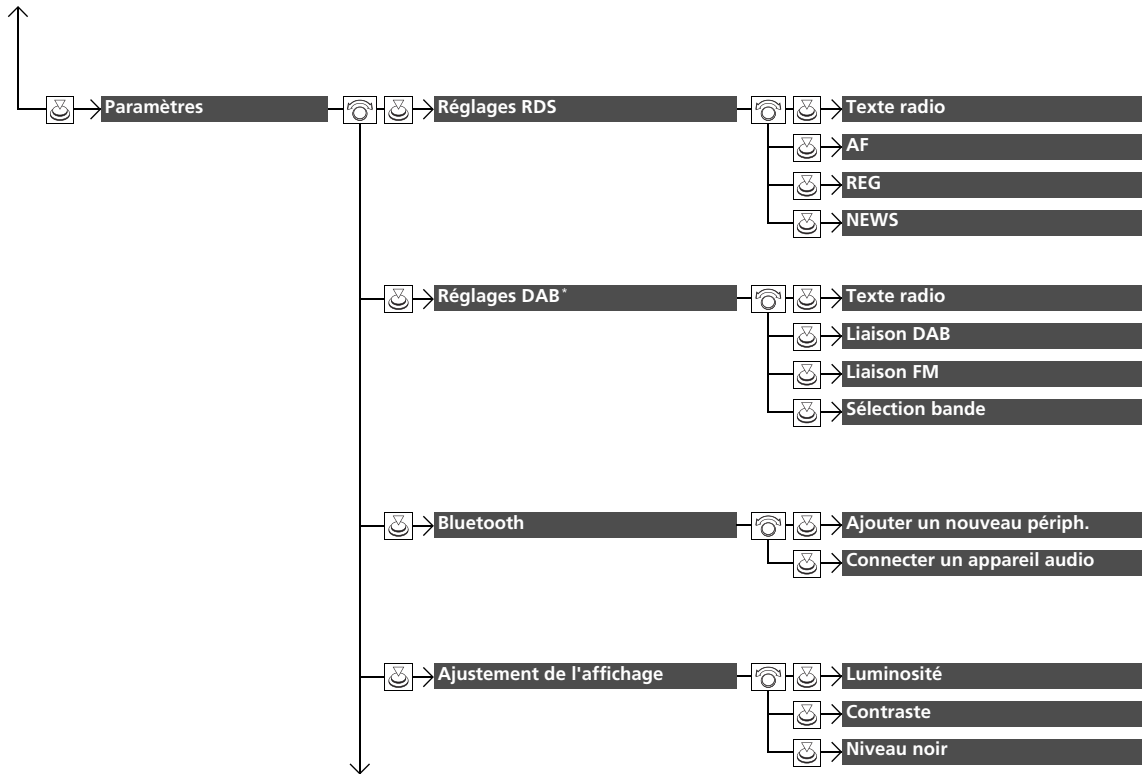 Paramètres
Réglages RDS
Texte radio
AF
REG
NEWS
Réglages DAB*
Texte radio
Liaison DAB
Liaison FM
Sélection bande
Bluetooth
Ajouter un nouveau périph.
Connecter un appareil audio
Ajustement de l'affichage
Luminosité
Contraste
Niveau noir